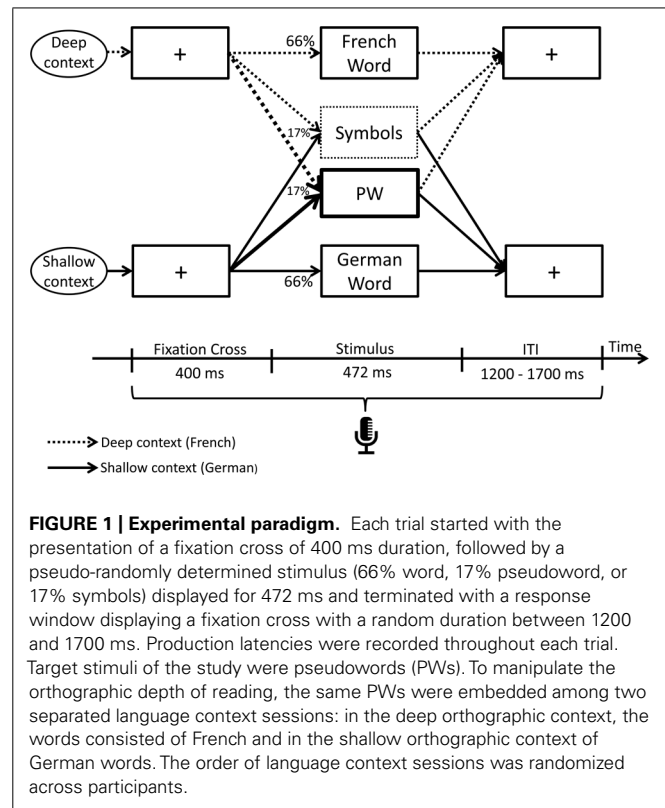 Deep
context
+
66%
French
Word
+
Symbols
17%
17%
PW
Shallow
context
+
66%
German
Word
+
Fixation Cross
Stimulus
ITI
Time
400 ms
472 ms
1200 - 1700 ms
Deep context (French)
Shallow context (German)
FIGURE 1 | Experimental paradigm. Each trial started with the
presentation of a fixation cross of 400 ms duration, followed by a
pseudo-randomly determined stimulus (66% word, 17% pseudoword, or
17% symbols) displayed for 472 ms and terminated with a response
window displaying a fixation cross with a random duration between 1200
and 1700 ms. Production latencies were recorded throughout each trial.
Target stimuli of the study were pseudowords (PWs). To manipulate the
orthographic depth of reading, the same PWs were embedded among two
separated language context sessions: in the deep orthographic context, the
words consisted of French and in the shallow orthographic context of
German words. The order of language context sessions was randomized
across participants.